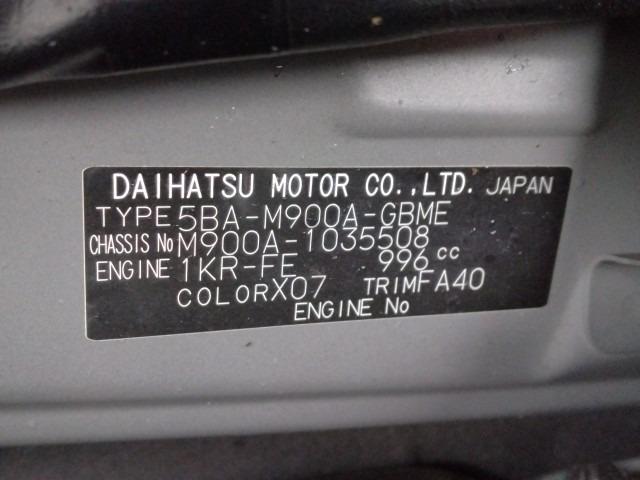 DAIHATSU MOTOR CO.,LTD. JAPAN
TYPE 5BA-M900A-GBME
CHASSIS No M900A-1035508
ENGINE 1KR-FE 996 cc
COLOR X07 TRIM FA40
ENGINE No